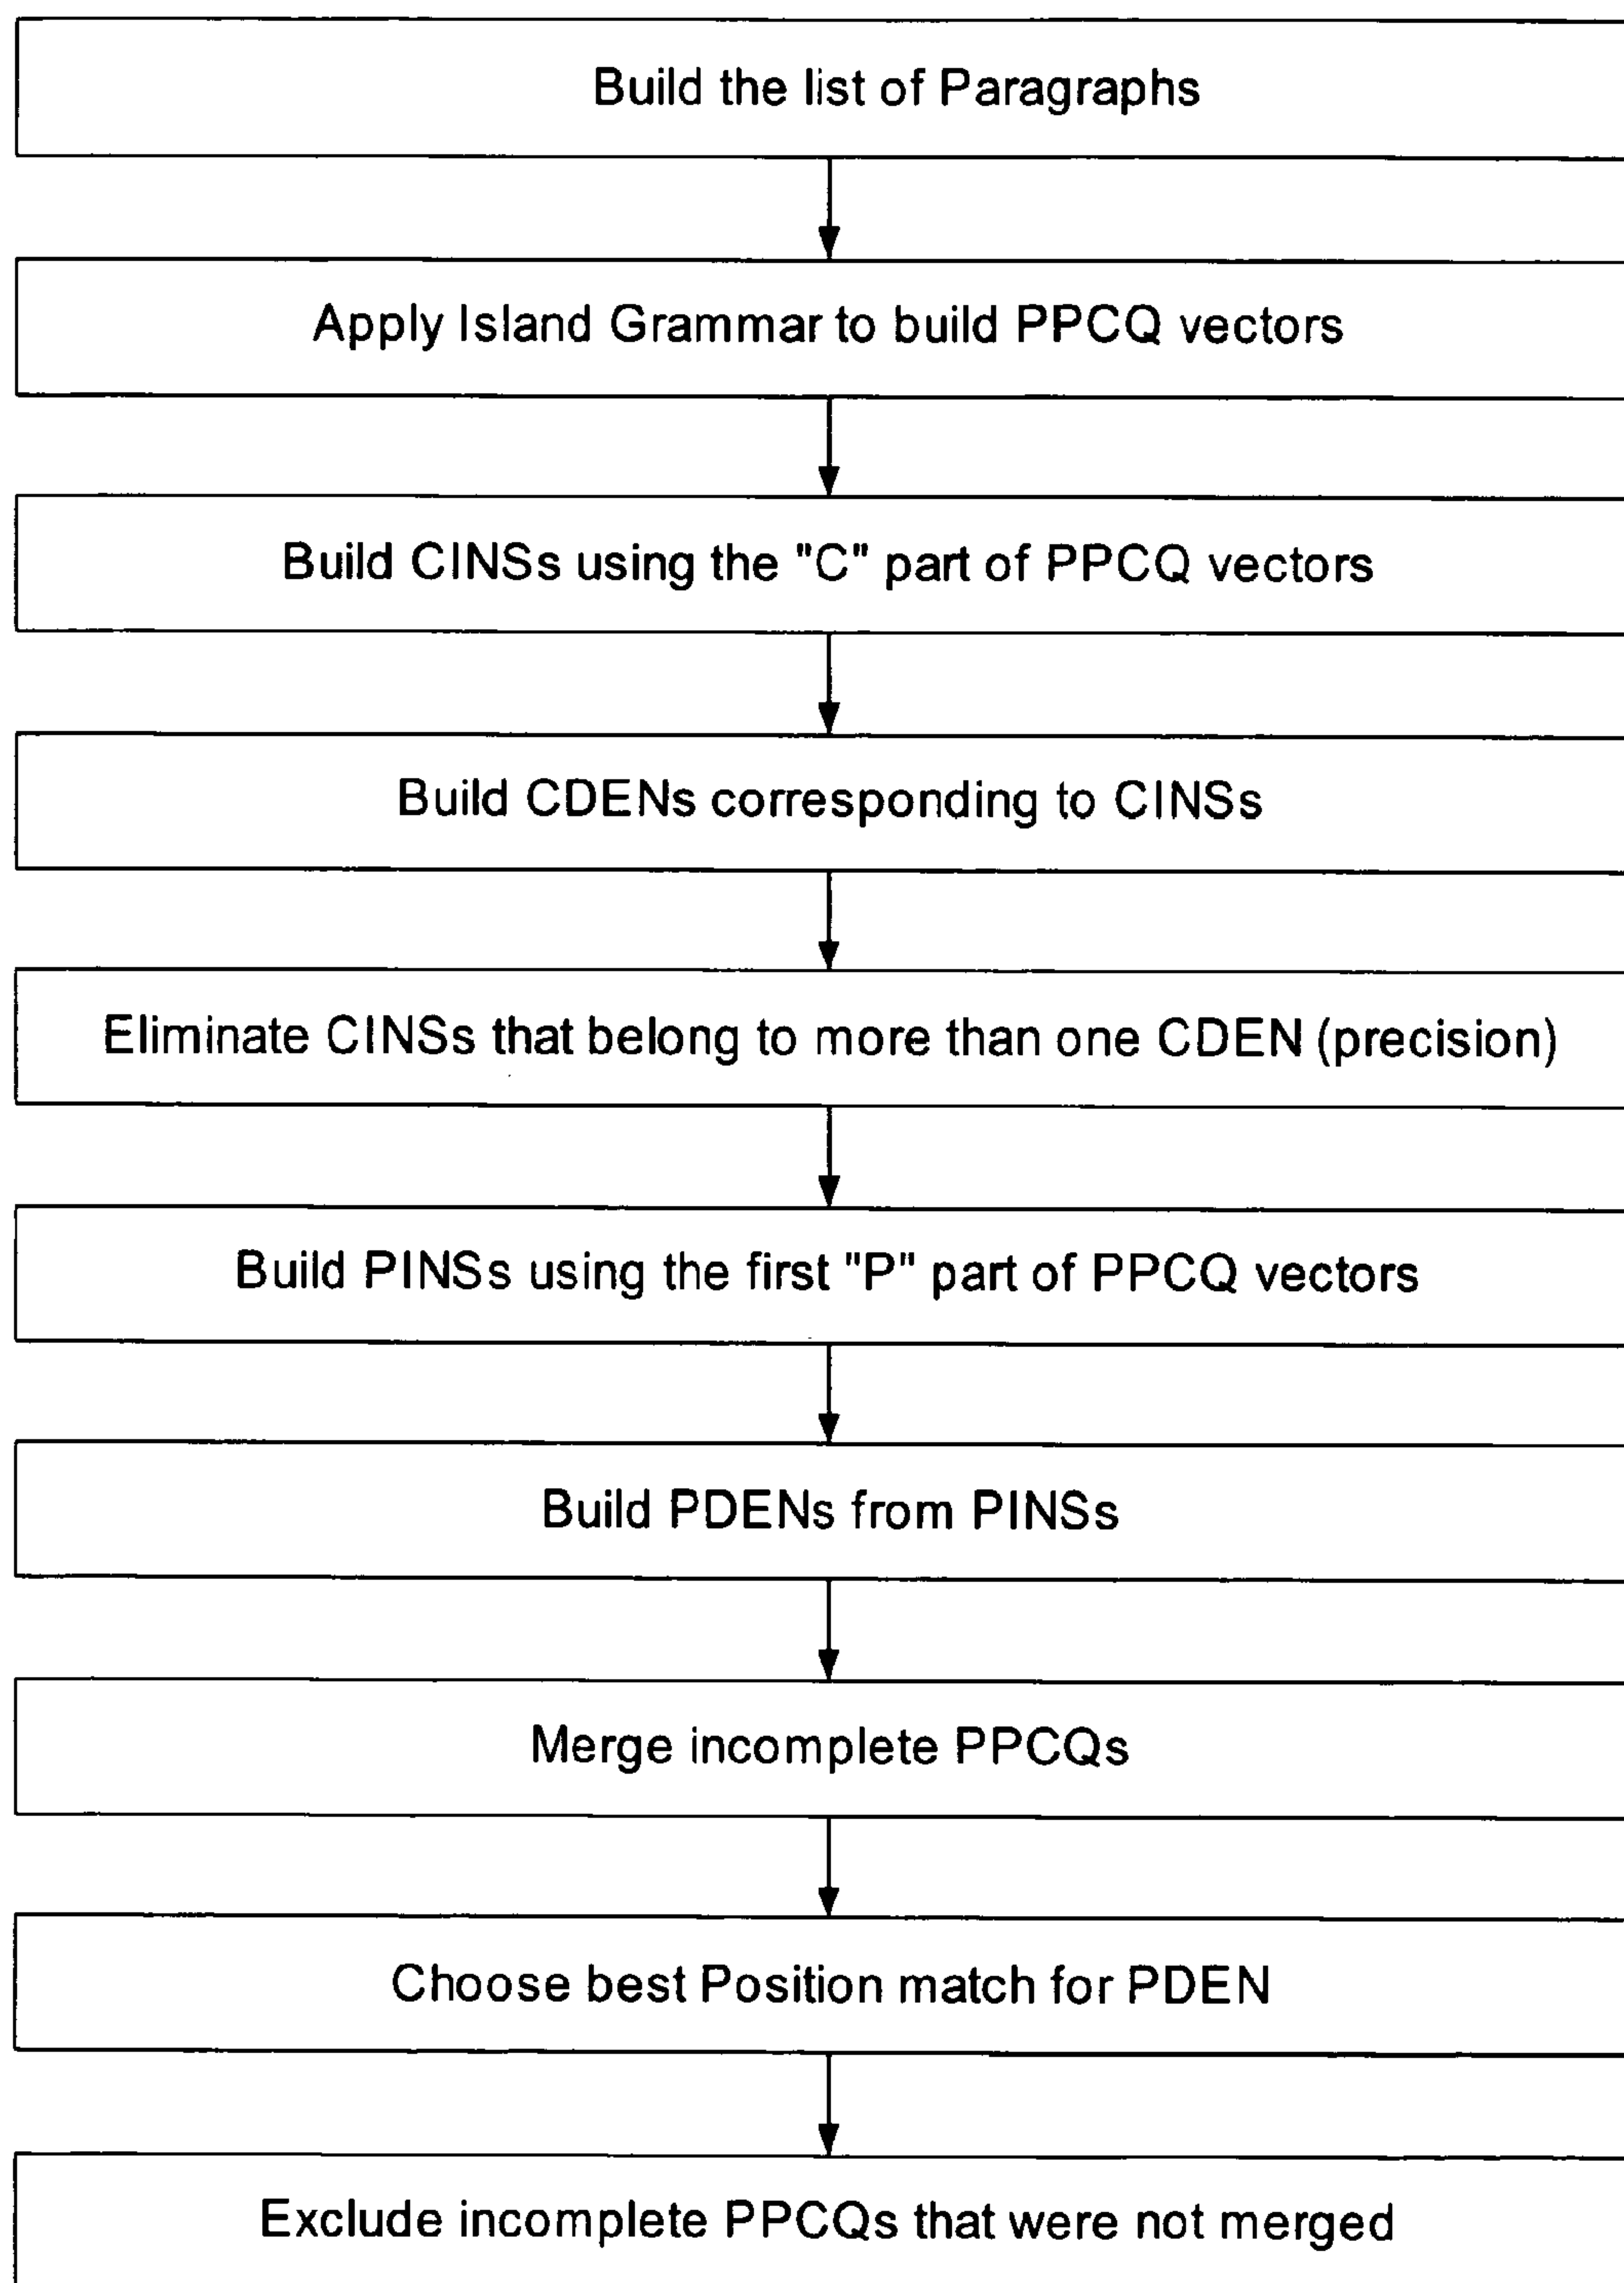 Build the list of Paragraphs
Apply Island Grammar to build PPCQ vectors
Build CINSs using the "C" part of PPCQ vectors
Build CDENs corresponding to CINSs
Eliminate CINSs that belong to more than one CDEN (precision)
Build PINSs using the first "P" part of PPCQ vectors
Build PDENs from PINSs
Merge incomplete PPCQs
Choose best Position match for PDEN
Exclude incomplete PPCQs that were not merged